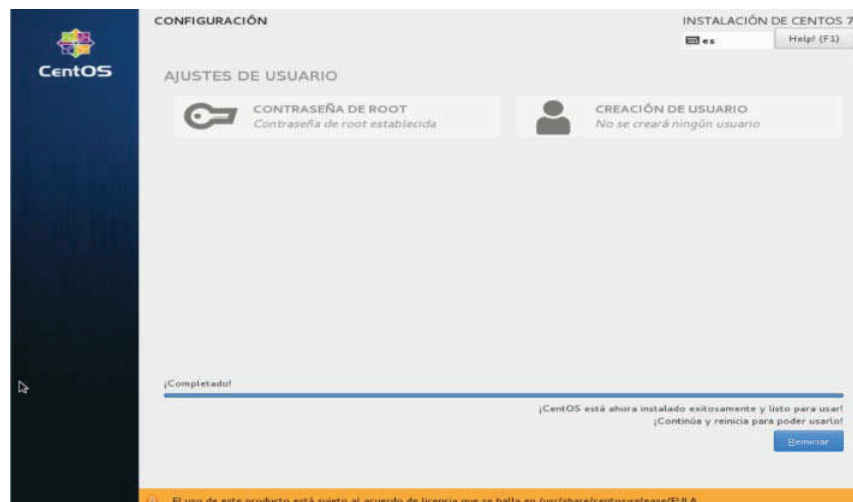 CONFIGURACIÓN
INSTALACIÓN DE CENTOS 7
es
Help! (F1)
CentOS
AJUSTES DE USUARIO
CONTRASEÑA DE ROOT
Contraseña de root establecida
CREACIÓN DE USUARIO
No se creará ningún usuario
¡Completado!
¡CentOS está ahora instalado exitosamente y listo para usar!
¡Continúa y reinicia para poder usarlo!
Reiniciar
El uso de este producto está sujeto al acuerdo de licencia que se halla en /usr/share/centos-release/EULA